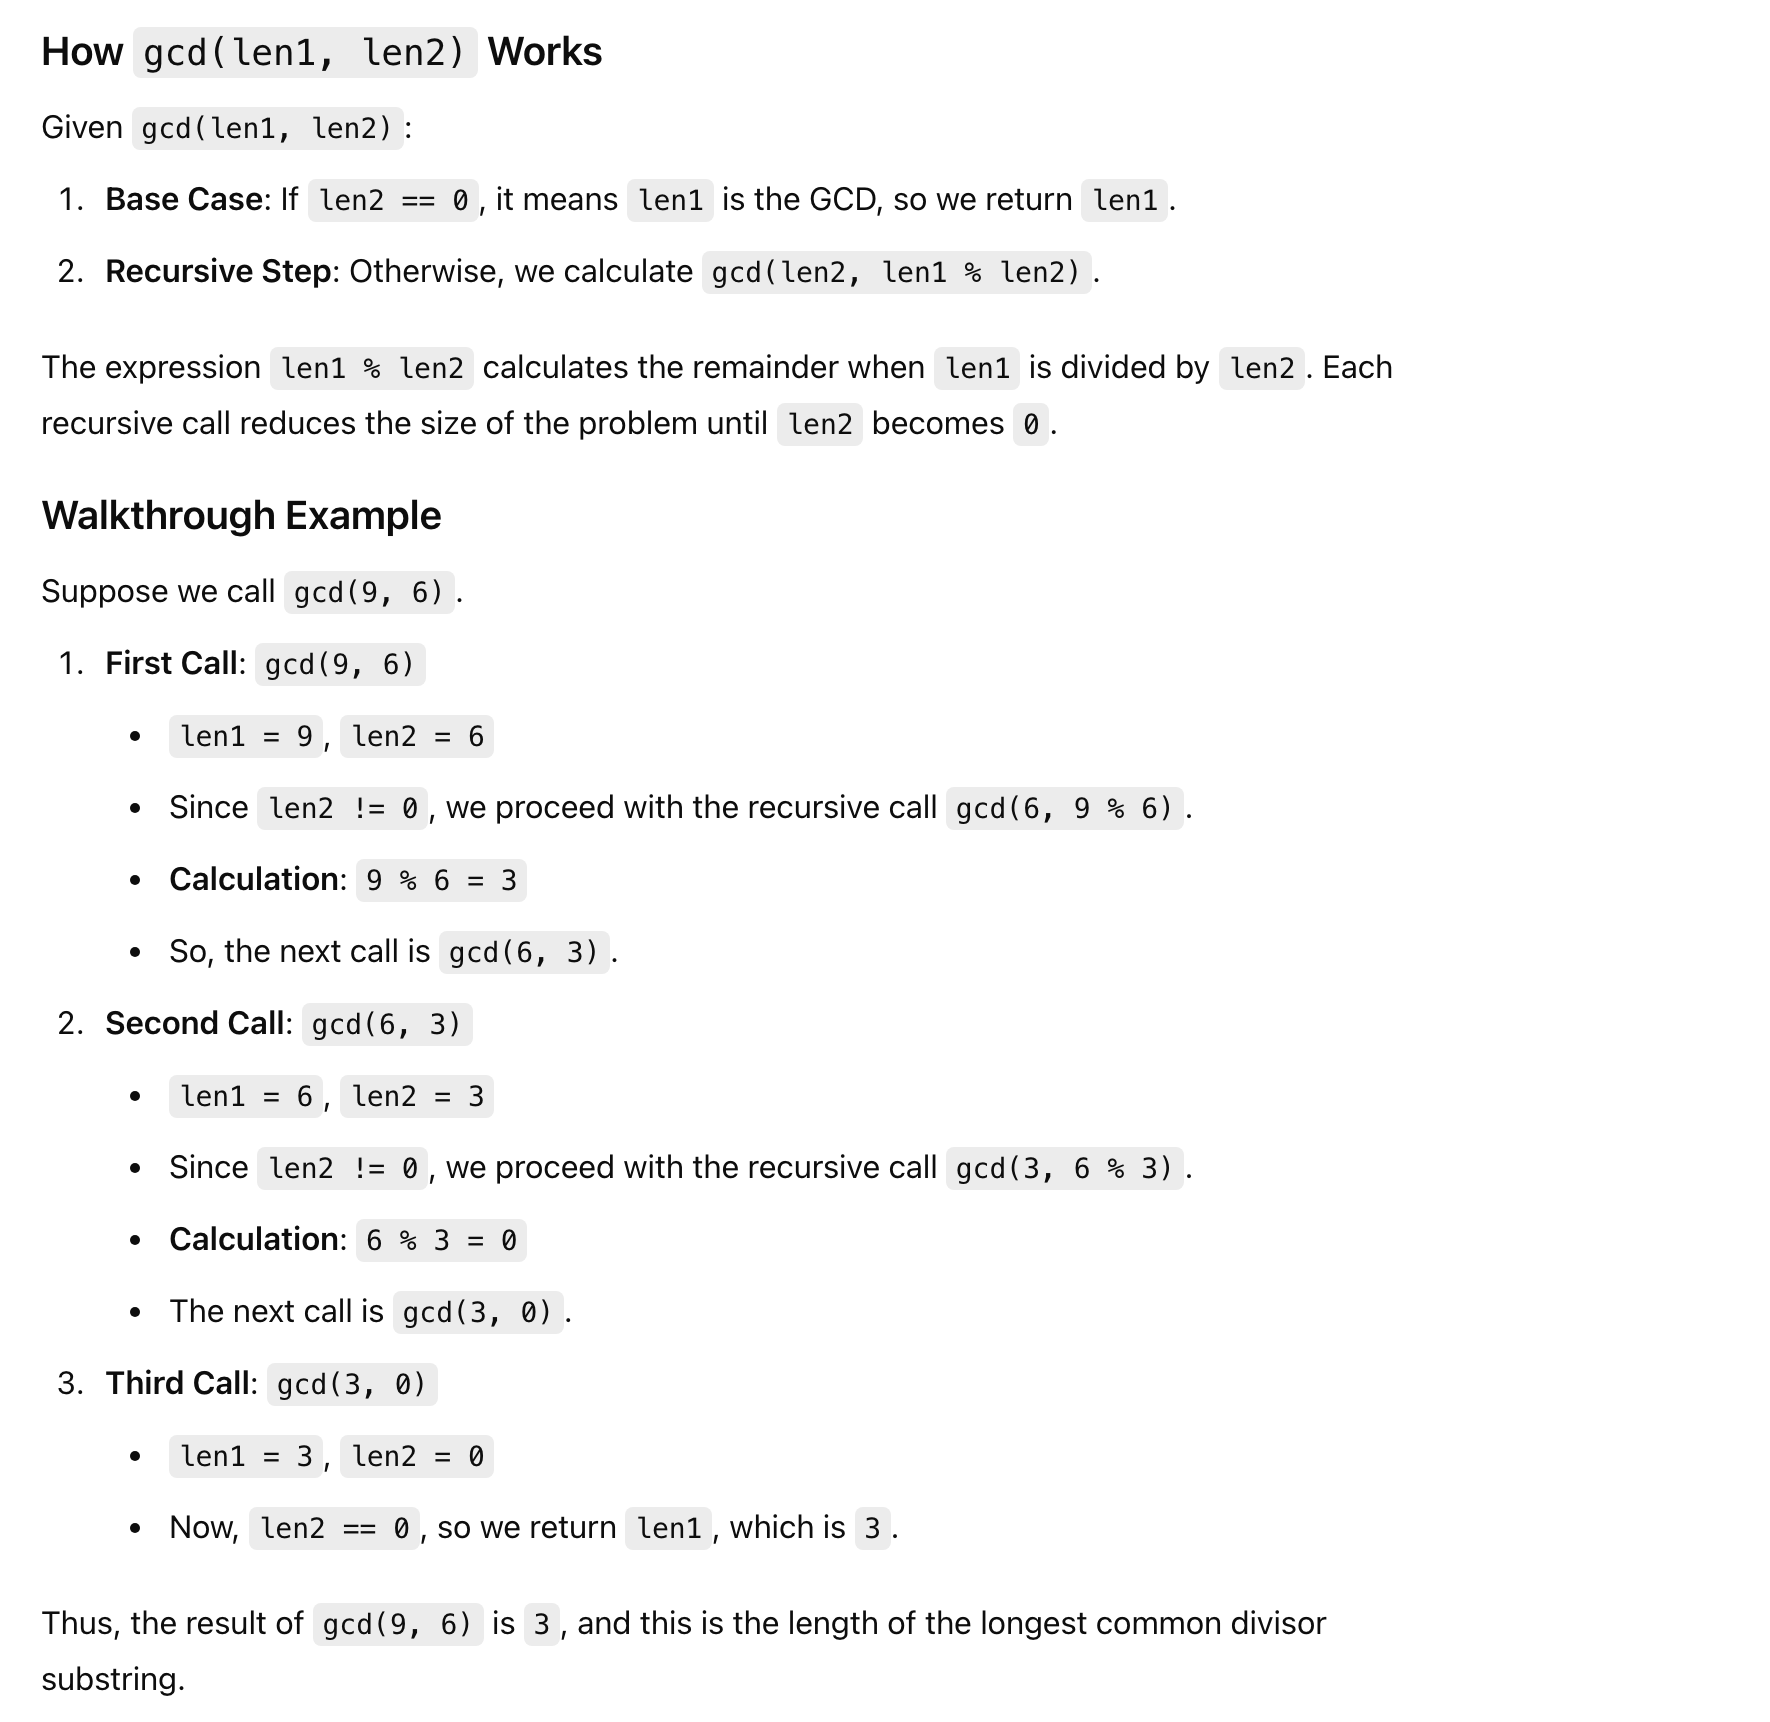 How gcd(len1, len2) Works
Given gcd(len1, len2):
1. Base Case: If len2 == 0, it means len1 is the GCD, so we return len1.
2. Recursive Step: Otherwise, we calculate gcd(len2, len1 % len2).
The expression len1 % len2 calculates the remainder when len1 is divided by len2. Each
recursive call reduces the size of the problem until len2 becomes 0.
Walkthrough Example
Suppose we call gcd(9, 6).
1. First Call: gcd(9, 6)
• len1 = 9, len2 = 6
• Since len2 != 0, we proceed with the recursive call gcd(6, 9 % 6).
• Calculation: 9 % 6 = 3
• So, the next call is gcd(6, 3).
2. Second Call: gcd(6, 3)
• len1 = 6, len2 = 3
• Since len2 != 0, we proceed with the recursive call gcd(3, 6 % 3).
• Calculation: 6 % 3 = 0
• The next call is gcd(3, 0).
3. Third Call: gcd(3, 0)
• len1 = 3, len2 = 0
• Now, len2 == 0, so we return len1, which is 3.
Thus, the result of gcd(9, 6) is 3, and this is the length of the longest common divisor
substring.